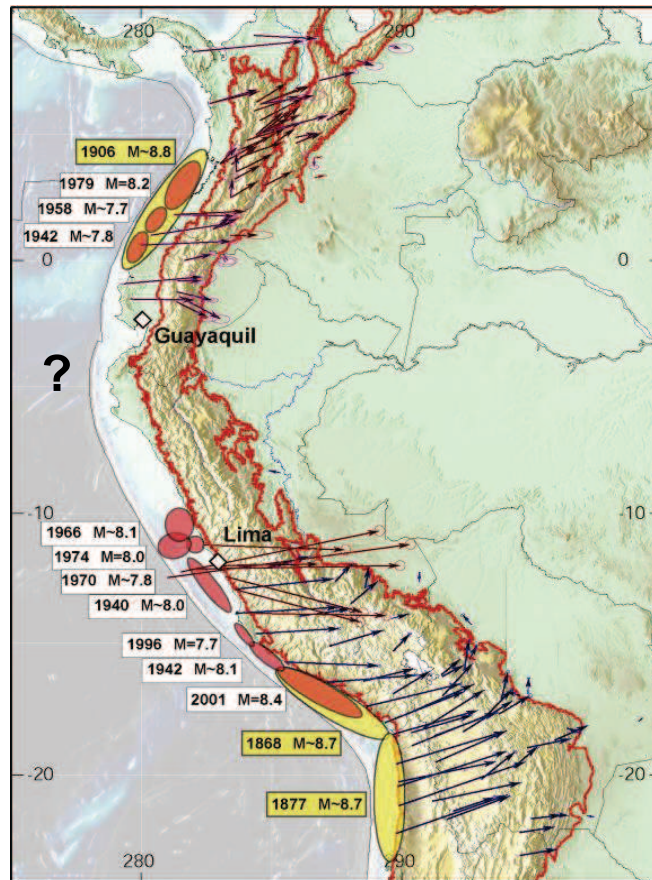 280
290
1906 M~8.8
1979 M=8.2
1958 M~7.7
1942 M~7.8
0
0
Guayaquil
?
-10
-10
1966 M~8.1
Lima
1974 M=8.0
1970 M~7.8
1940 M~8.0
1996 M=7.7
1942 M~8.1
2001 M=8.4
1868 M~8.7
-20
-20
1877 M~8.7
280
290